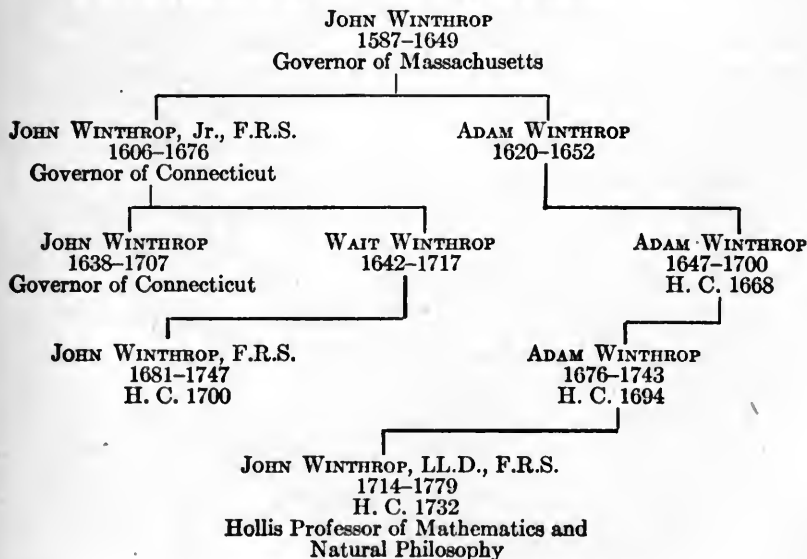 JOHN WINTHROP
1587–1649
Governor of Massachusetts
JOHN WINTHROP, Jr., F.R.S.
1606–1676
Governor of Connecticut
ADAM WINTHROP
1620–1652
JOHN WINTHROP
1638–1707
Governor of Connecticut
WAIT WINTHROP
1642–1717
ADAM WINTHROP
1647–1700
H. C. 1668
JOHN WINTHROP, F.R.S.
1681–1747
H. C. 1700
ADAM WINTHROP
1676–1743
H. C. 1694
JOHN WINTHROP, LL.D., F.R.S.
1714–1779
H. C. 1732
Hollis Professor of Mathematics and
Natural Philosophy